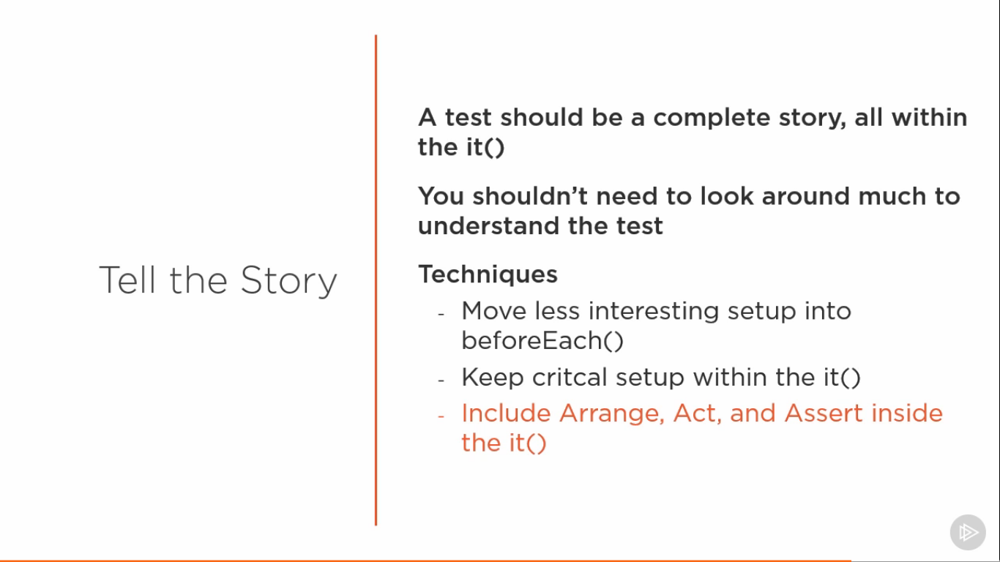 Tell the Story
A test should be a complete story, all within
the it()
You shouldn’t need to look around much to
understand the test
Techniques
- Move less interesting setup into
beforeEach()
- Keep critcal setup within the it()
- Include Arrange, Act, and Assert inside
the it()